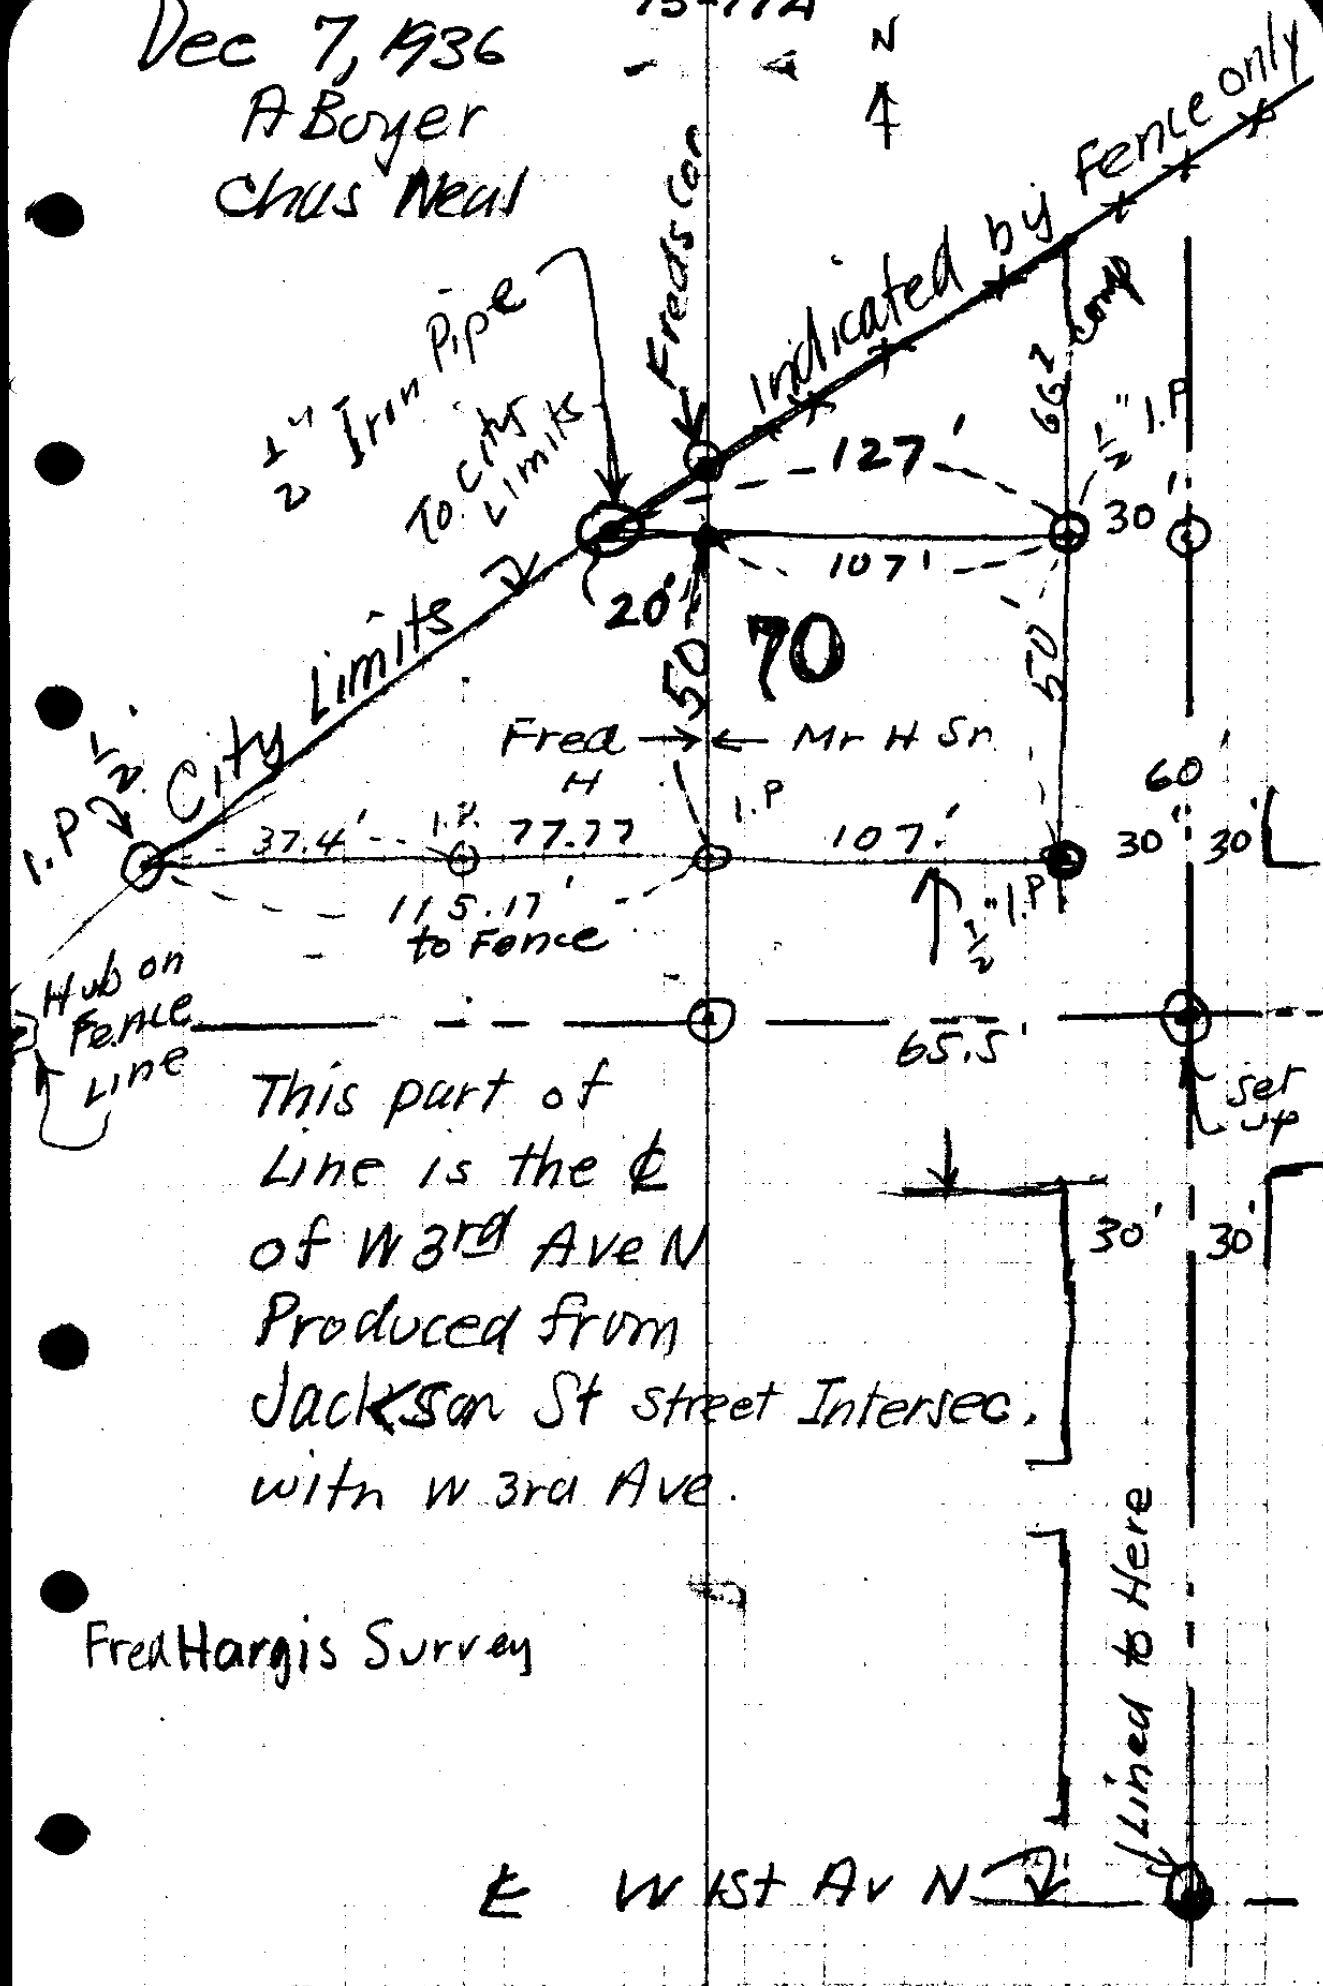 Dec 7, 1936
A Boyer
Chas Neal
N
Freds Cor
Indicated by Fence only
1/2" Iron Pipe
To City
Limits
City Limits
127'
66 2
comp
1/2" I.P
30'
107'
20'
50
70
50'
Fred
H
Mr H Sr.
I.P
1/2"
37.4'
I.P.
77.77
I.P
107.'
60'
30' 30'
115.17'
to Fence
1/2" I.P
Hub on
Fence
Line
65.5'
Set
up
This part of
Line is the ℄
of W 3rd Ave N
Produced from
Jackson St street Intersec.
with W 3rd Ave.
30' 30'
Lined to Here
Fred Hargis Survey
℄ W 1st Av N